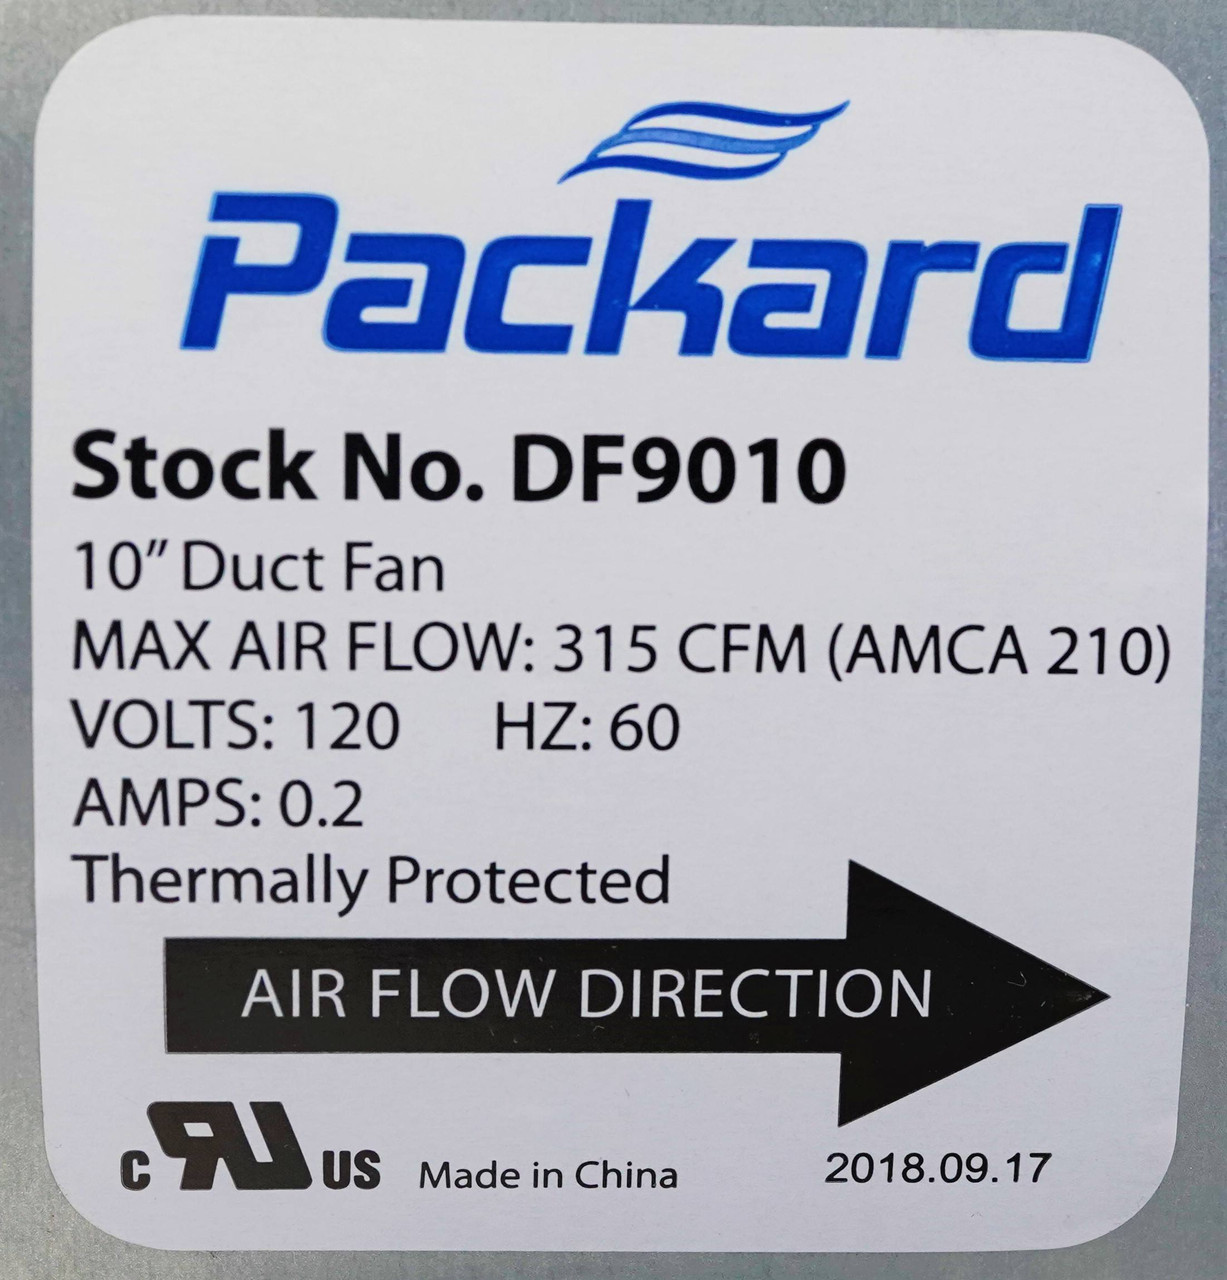 Packard
Stock No. DF9010
10” Duct Fan
MAX AIR FLOW: 315 CFM (AMCA 210)
VOLTS: 120 HZ: 60
AMPS: 0.2
Thermally Protected
AIR FLOW DIRECTION
C RU US Made in China 2018.09.17